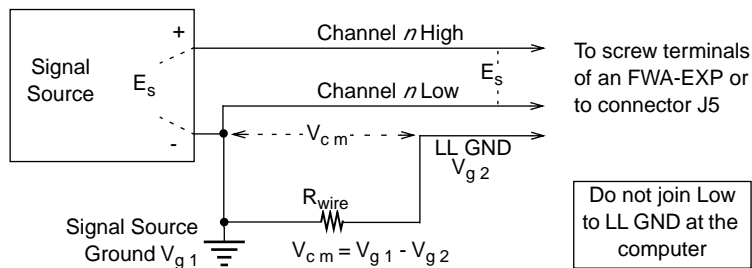 Signal
Source
+
E s
-
Channel n High
E s
Channel n Low
V c m
LL GND
V g 2
R wire
Signal Source
Ground V g 1
V c m = V g 1 - V g 2
To screw terminals
of an FWA-EXP or
to connector J5
Do not join Low
to LL GND at the
computer